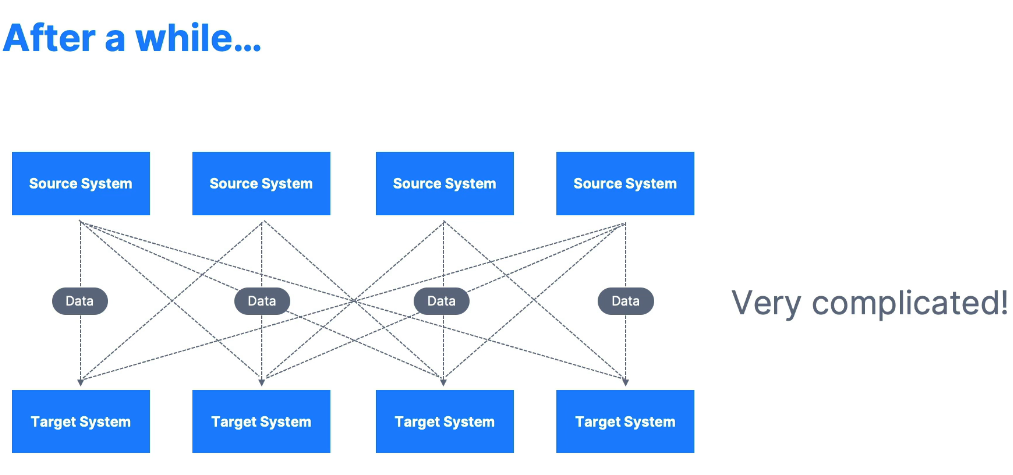 After a while...
Source System
Source System
Source System
Source System
Data
Data
Data
Data
Very complicated!
Target System
Target System
Target System
Target System